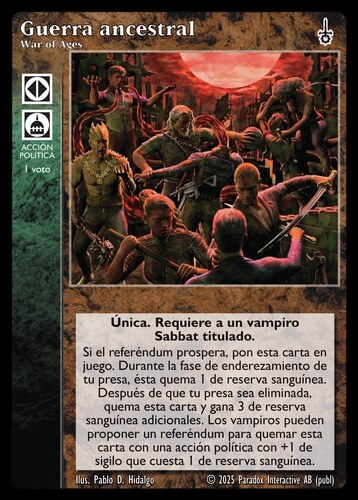 Guerra ancestral
War of Ages
ACCIÓN
POLÍTICA
1 voto
Única. Requiere a un vampiro
Sabbat titulado.
Si el referéndum prospera, pon esta carta en
juego. Durante la fase de enderezamiento de
tu presa, ésta quema 1 de reserva sanguínea.
Después de que tu presa sea eliminada,
quema esta carta y gana 3 de reserva
sanguínea adicionales. Los vampiros pueden
proponer un referéndum para quemar esta
carta con una acción política con +1 de
sigilo que cuesta 1 de reserva sanguínea.
Ilus. Pablo D. Hidalgo
© 2025 Paradox Interactive AB (publ)